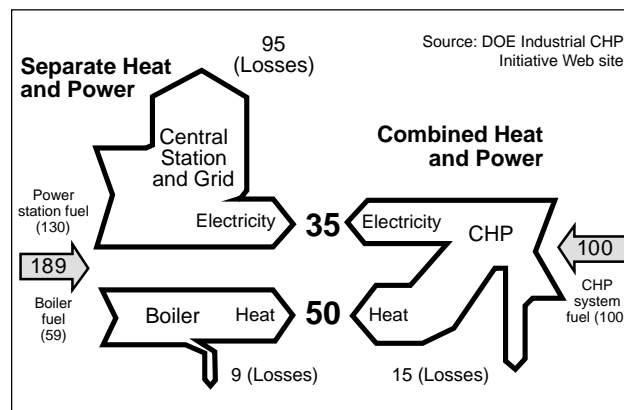 95
(Losses)
Source: DOE Industrial CHP
Initiative Web site
Separate Heat
and Power
Central
Station
and Grid
Combined Heat
and Power
Power
station fuel
(130)
Electricity
35
Electricity
CHP
189
100
Boiler
fuel
(59)
Boiler
Heat
50
Heat
CHP
system
fuel (100)
9 (Losses)
15 (Losses)